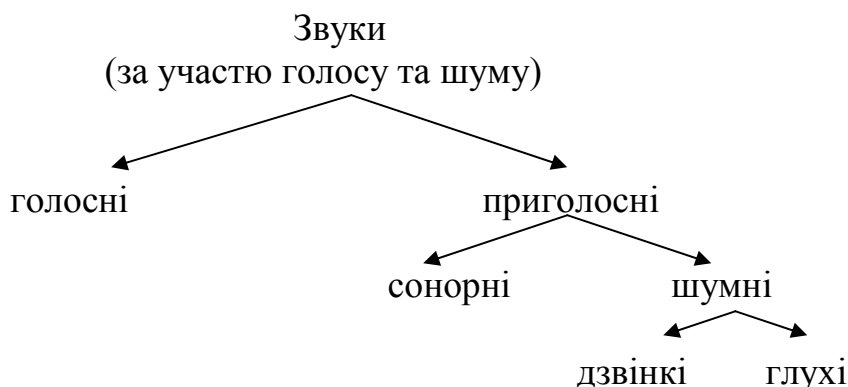 Звуки
(за участю голосу та шуму)
голосні приголосні
сонорні шумні
дзвінкі глухі